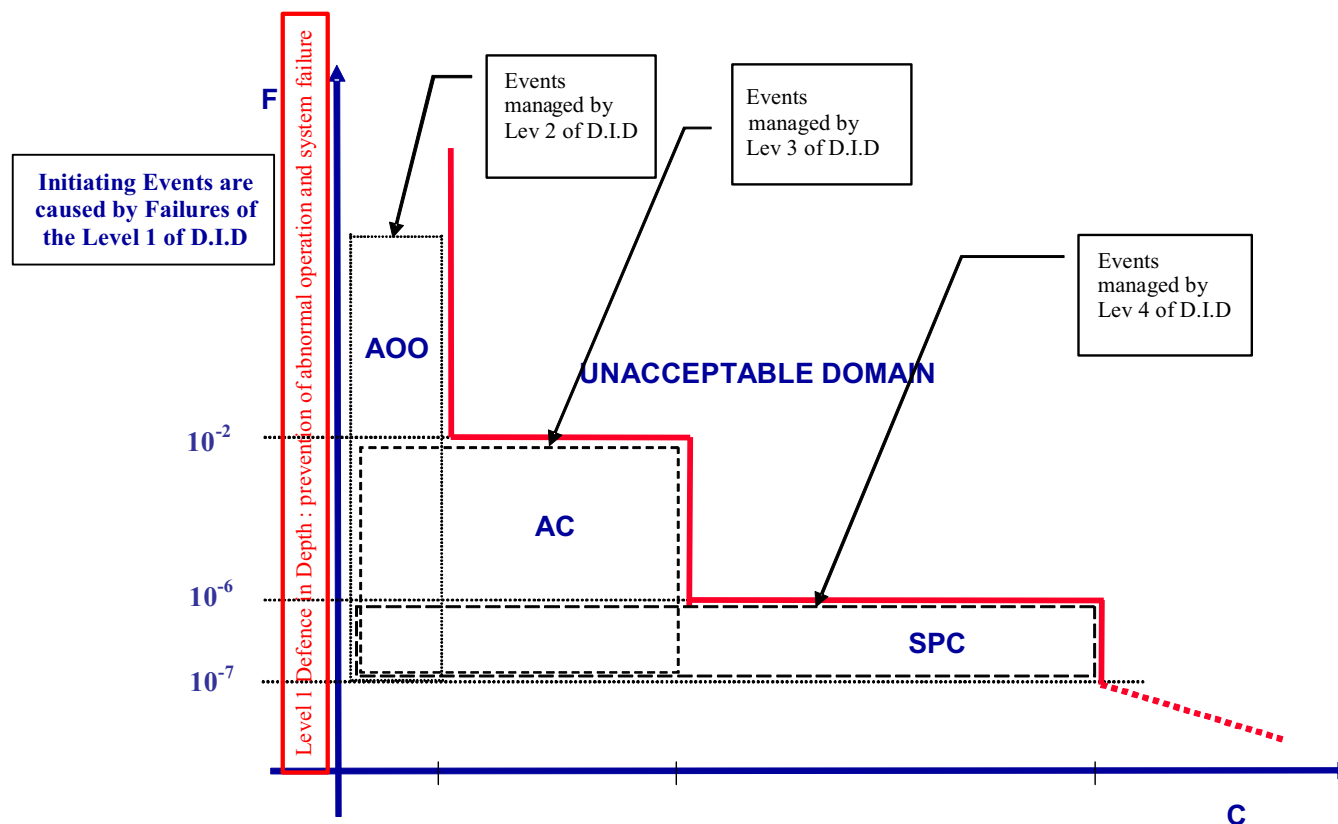 F
Events
managed by
Lev 2 of D.I.D
Events
managed by
Lev 3 of D.I.D
Initiating Events are
caused by Failures of
the Level 1 of D.I.D
Level 1 Defence in Depth : prevention of abnormal operation and system failure
Events
managed by
Lev 4 of D.I.D
AOO
UNACCEPTABLE DOMAIN
10⁻²
AC
10⁻⁶
SPC
10⁻⁷
C